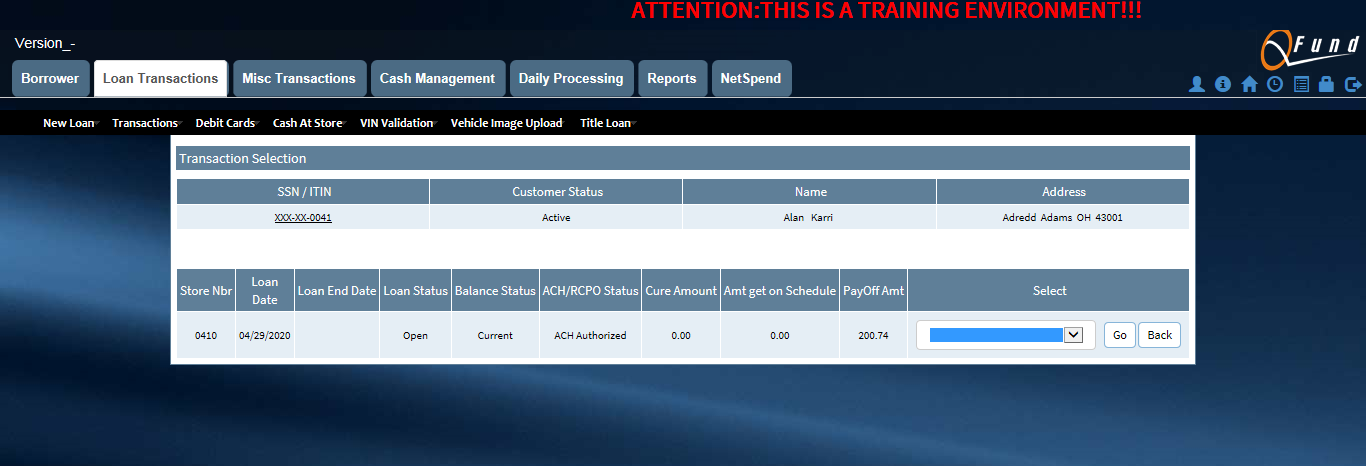 ATTENTION:THIS IS A TRAINING ENVIRONMENT!!!
Version_-
Fund
Borrower Loan Transactions Misc Transactions Cash Management Daily Processing Reports NetSpend
New Loan Transactions Debit Cards Cash At Store VIN Validation Vehicle Image Upload Title Loan
Transaction Selection
SSN / ITIN Customer Status Name Address
XXX-XX-0041 Active Alan Karri Adredd Adams OH 43001
Store Nbr Loan Date Loan End Date Loan Status Balance Status ACH/RCPO Status Cure Amount Amt get on Schedule PayOff Amt Select
0410 04/29/2020 Open Current ACH Authorized 0.00 0.00 200.74 Go Back